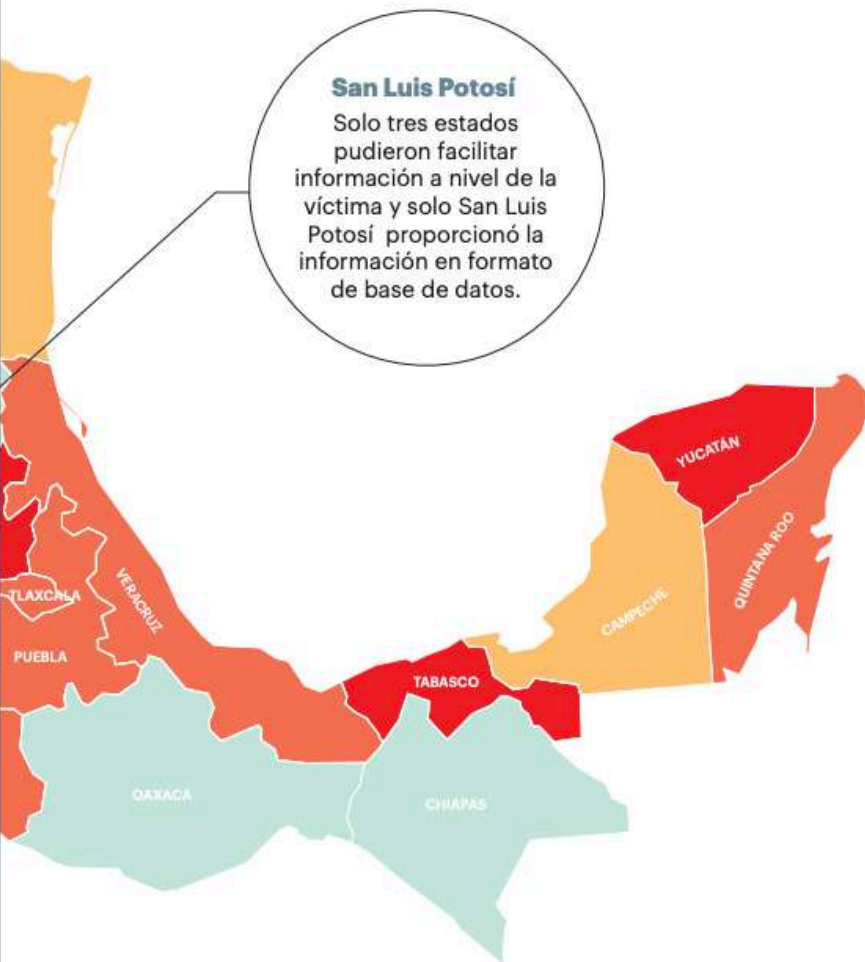 San Luis Potosí
Solo tres estados
pudieron facilitar
información a nivel de la
víctima y solo San Luis
Potosí proporcionó la
información en formato
de base de datos.
YUCATÁN
QUINTANA ROO
CAMPECHE
TLAXCALA
VERACRUZ
PUEBLA
TABASCO
OAXACA
CHIAPAS